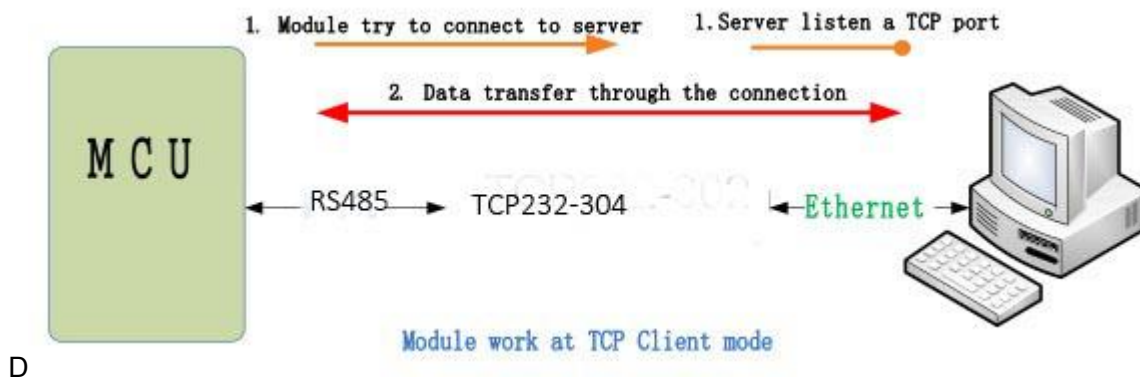 1. Module try to connect to server
1. Server listen a TCP port
2. Data transfer through the connection
MCU
RS485
TCP232-304
Ethernet
Module work at TCP Client mode
D